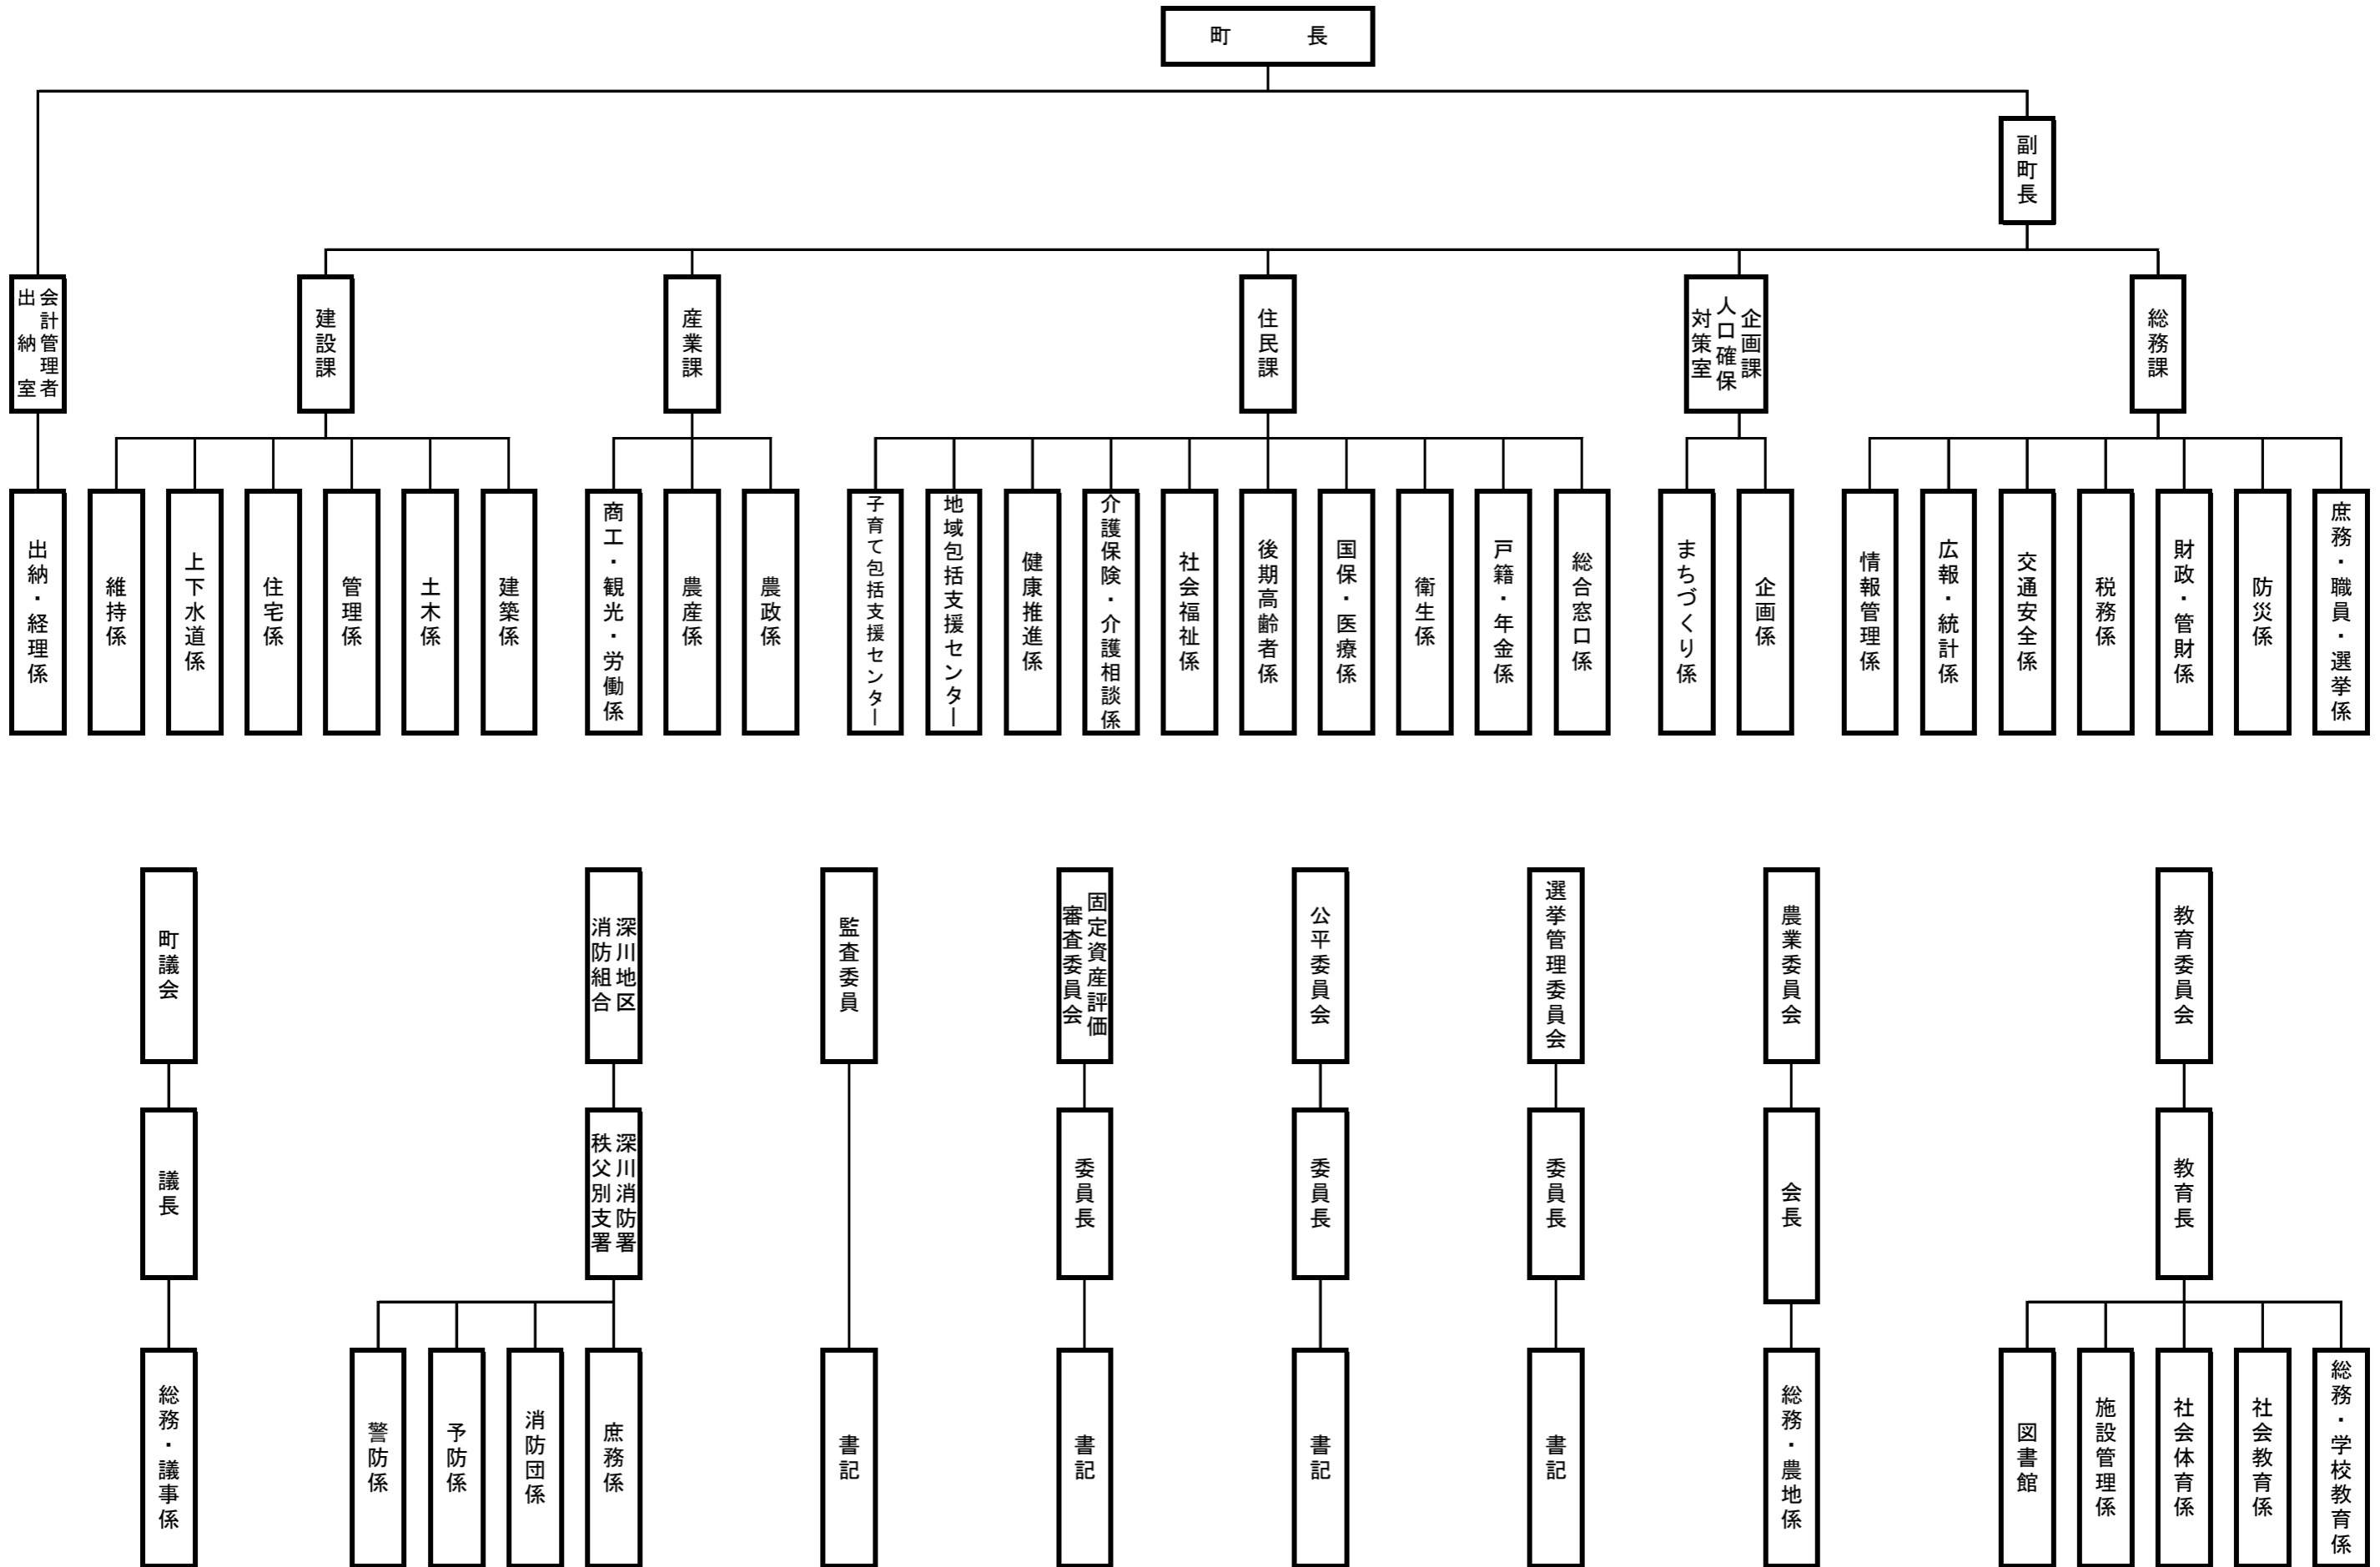 町　　　長
副町長
会計管理者
出　納　室
建設課
産業課
住民課
企画課
人口確保
対策室
総務課
出納・経理係
維持係
上下水道係
住宅係
管理係
土木係
建築係
商工・観光・労働係
農産係
農政係
子育て包括支援センター
地域包括支援センター
健康推進係
介護保険・介護相談係
社会福祉係
後期高齢者係
国保・医療係
衛生係
戸籍・年金係
総合窓口係
まちづくり係
企画係
情報管理係
広報・統計係
交通安全係
税務係
財政・管財係
防災係
庶務・職員・選挙係
町議会
深川地区
消防組合
監査委員
固定資産評価
審査委員会
公平委員会
選挙管理委員会
農業委員会
教育委員会
議長
深川消防署
秩父別支署
委員長
委員長
委員長
会長
教育長
総務・議事係
警防係
予防係
消防団係
庶務係
書記
書記
書記
書記
総務・農地係
図書館
施設管理係
社会体育係
社会教育係
総務・学校教育係